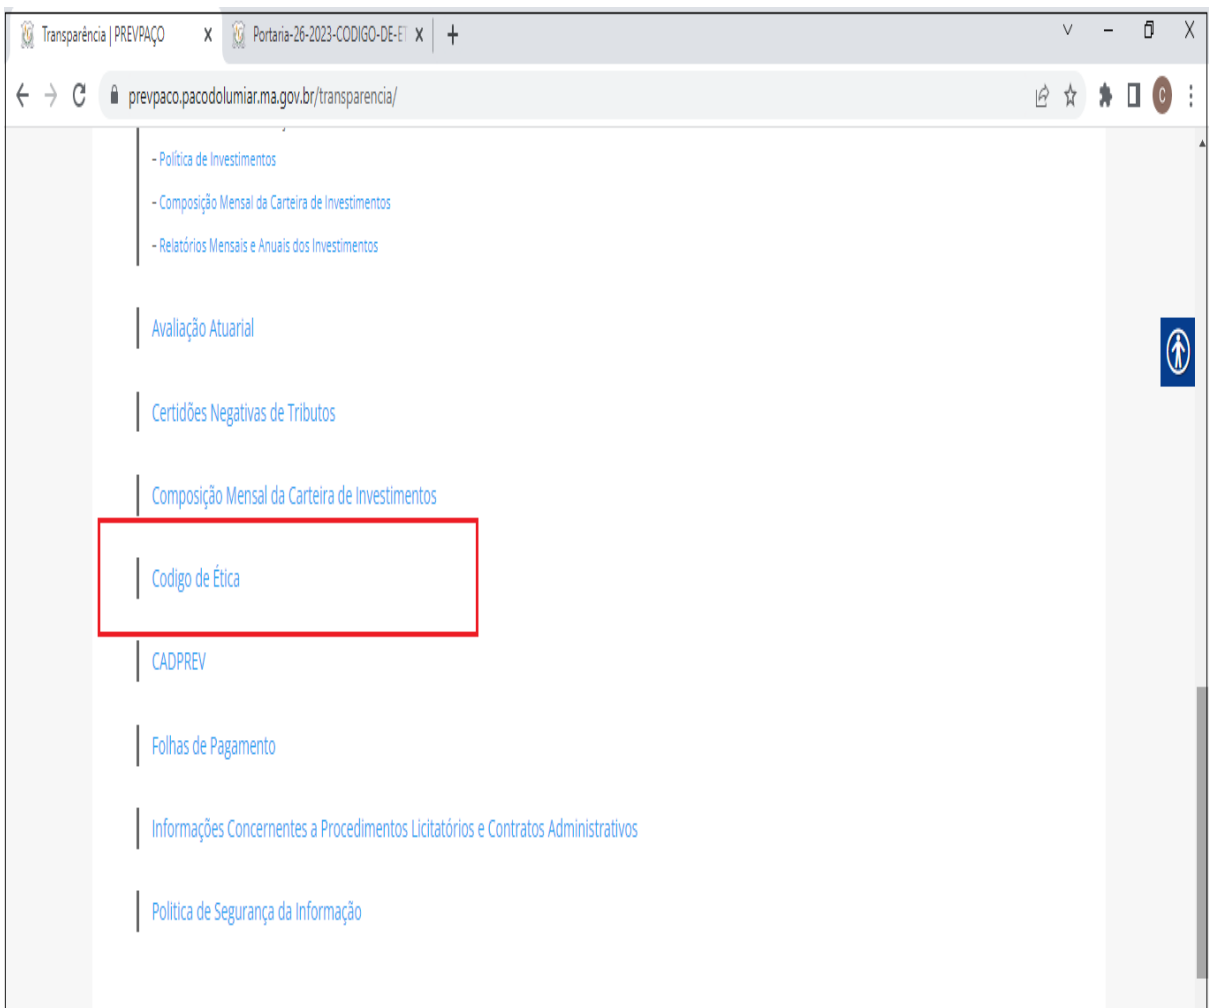 Transparência | PREVPAÇO
Portaria-26-2023-CODIGO-DE-ET
prevpaco.pacodolumiar.ma.gov.br/transparencia/
C
- Política de Investimentos
- Composição Mensal da Carteira de Investimentos
- Relatórios Mensais e Anuais dos Investimentos
Avaliação Atuarial
Certidões Negativas de Tributos
Composição Mensal da Carteira de Investimentos
Codigo de Ética
CADPREV
Folhas de Pagamento
Informações Concernentes a Procedimentos Licitatórios e Contratos Administrativos
Politica de Segurança da Informação